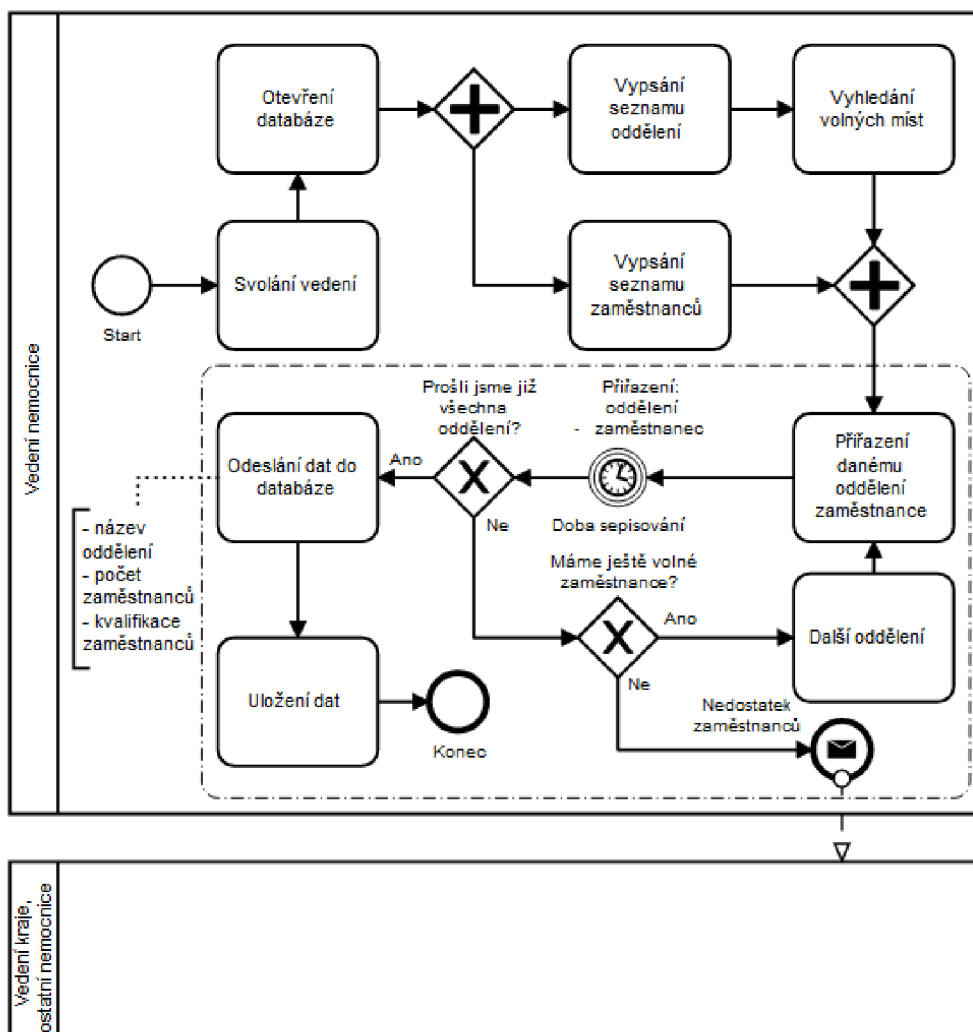 Vedení nemocnice
Start
Svolání vedení
Otevření
databáze
Vypsání
seznamu
oddělení
Vyhledání
volných míst
Vypsání
seznamu
zaměstnanců
Přiřazení
danému
oddělení
zaměstnance
Přiřazení:
oddělení
- zaměstnanec
Doba sepisování
Prošli jsme již
všechna
oddělení?
Ano
Ne
Odeslání dat do
databáze
- název
oddělení
- počet
zaměstnanců
- kvalifikace
zaměstnanců
Máme ještě volné
zaměstnance?
Ano
Ne
Další oddělení
Uložení dat
Konec
Nedostatek
zaměstnanců
Vedení kraje,
ostatní nemocnice